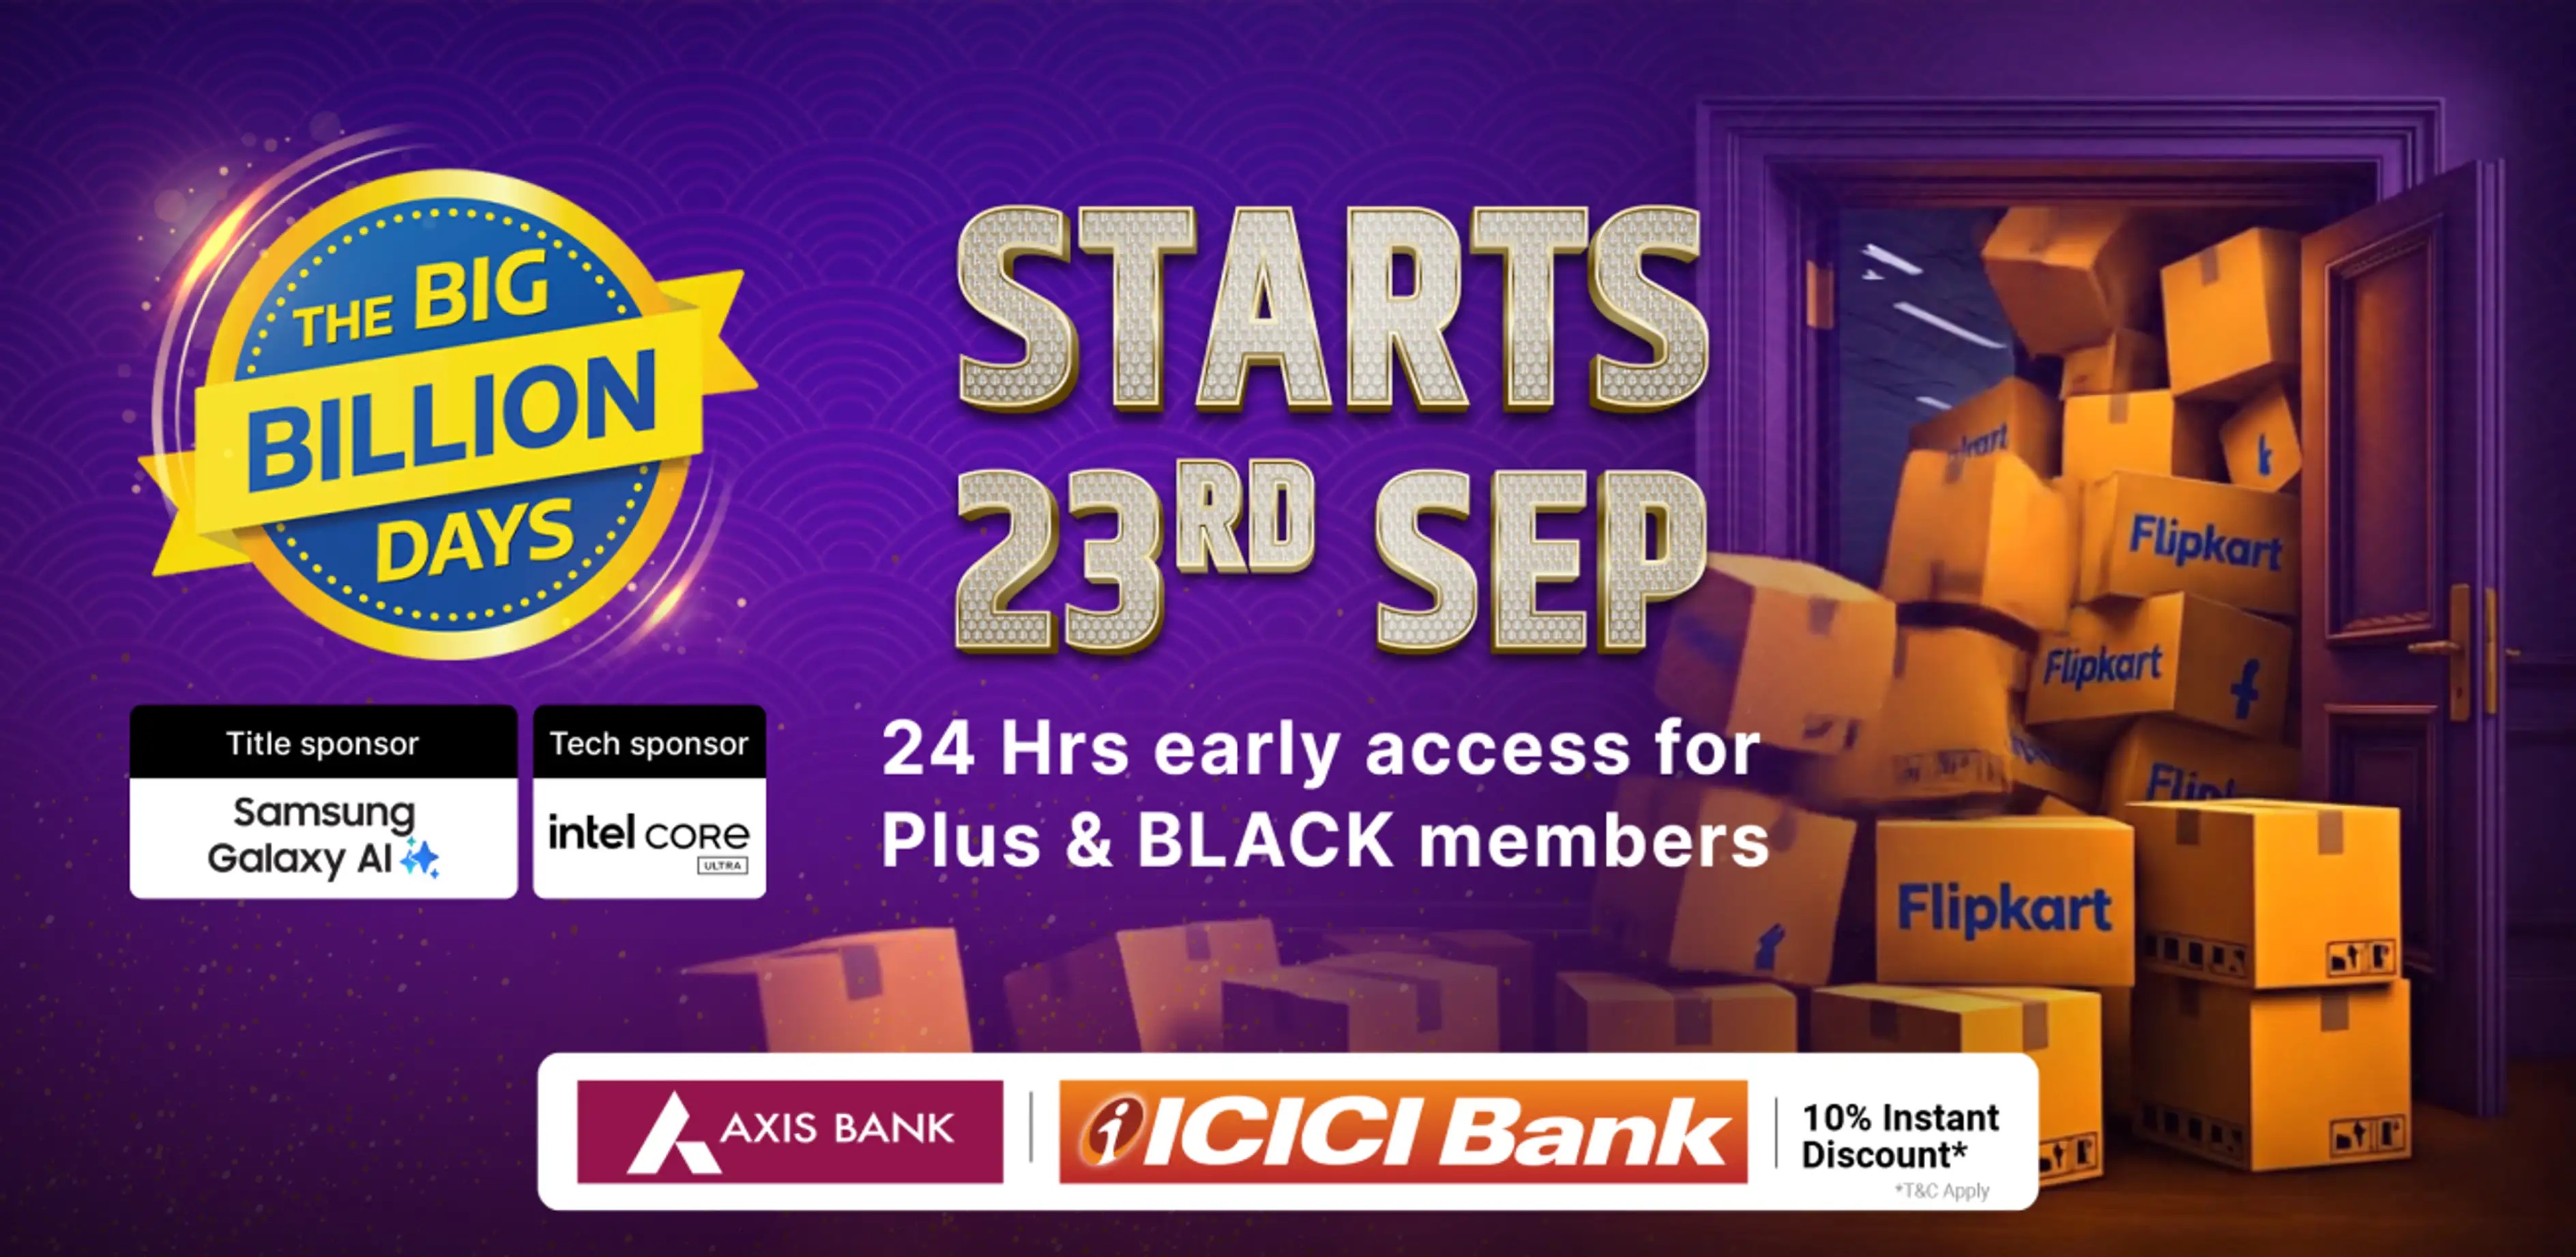 THE BIG
BILLION
DAYS
STARTS
23RD SEP
24 Hrs early access for
Plus & BLACK members
Title sponsor
Samsung
Galaxy AI
Tech sponsor
intel CORE
ULTRA
Flipkart
Flipkart
Flipkart
AXIS BANK
ICICI Bank
10% Instant
Discount*
*T&C Apply